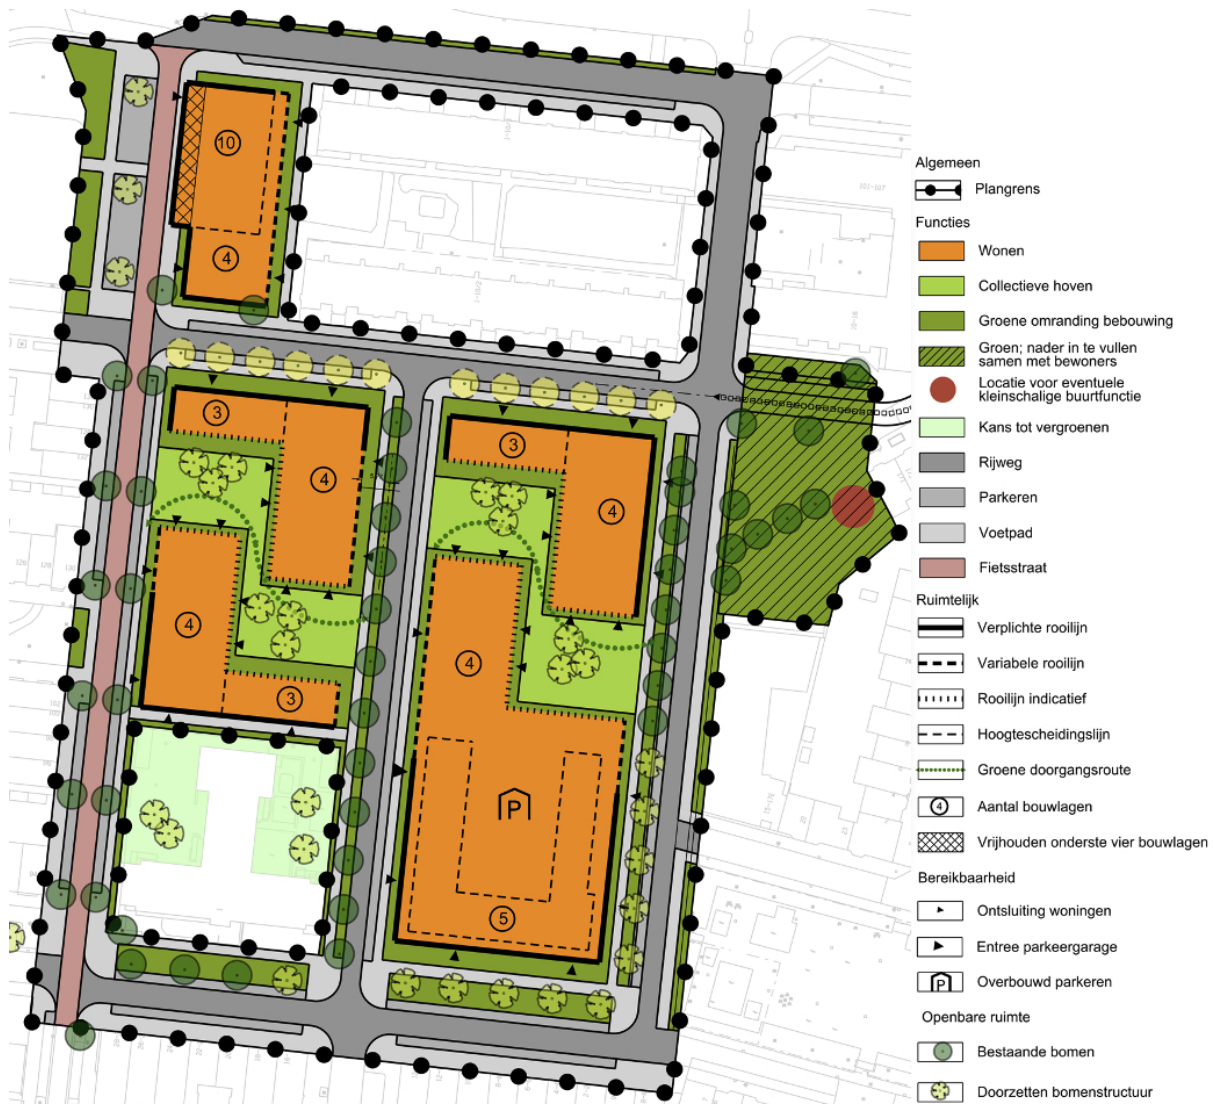 10
4
3
4
3
4
4
3
4
P
5
101-107
Algemeen
Plangrens
Functies
Wonen
Collectieve hoven
Groene omranding bebouwing
Groen; nader in te vullen
samen met bewoners
Locatie voor eventuele
kleinschalige buurtfunctie
Kans tot vergroenen
Rijweg
Parkeren
Voetpad
Fietsstraat
Ruimtelijk
Verplichte rooilijn
Variabele rooilijn
Rooilijn indicatief
Hoogtescheidingslijn
Groene doorgangsroute
4 Aantal bouwlagen
Vrijhouden onderste vier bouwlagen
Bereikbaarheid
Ontsluiting woningen
Entree parkeergarage
P Overbouwd parkeren
Openbare ruimte
Bestaande bomen
Doorzetten bomenstructuur